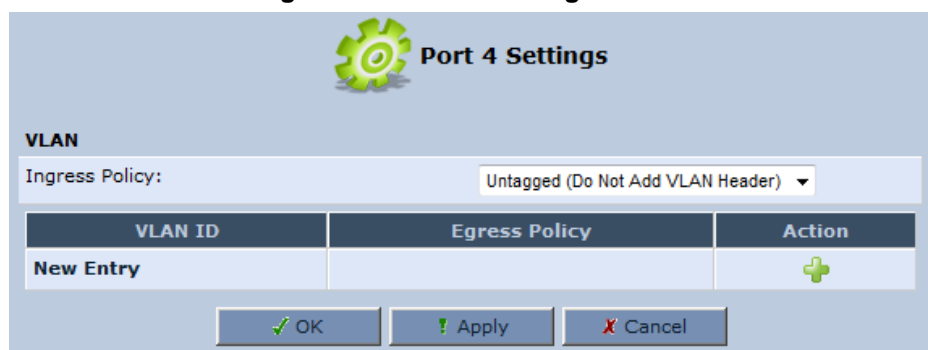 Port 4 Settings
VLAN
Ingress Policy: Untagged (Do Not Add VLAN Header)
VLAN ID Egress Policy Action
New Entry
OK Apply Cancel